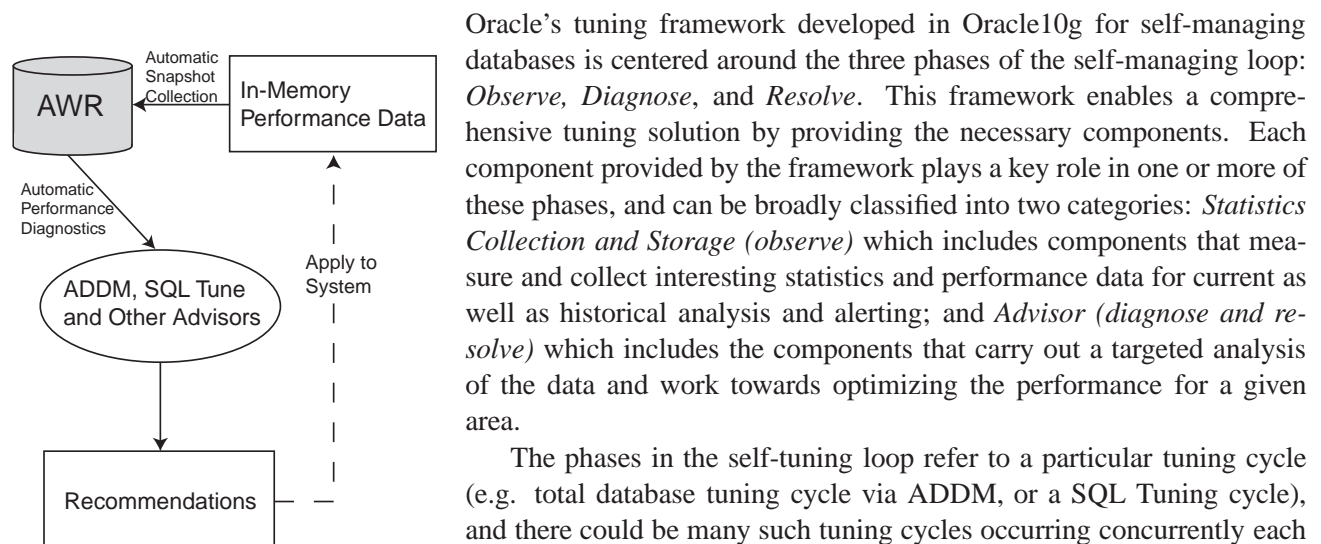 Automatic
Snapshot
Collection
AWR
In-Memory
Performance Data
Automatic
Performance
Diagnostics
ADDM, SQL Tune
and Other Advisors
Apply to
System
Recommendations
Oracle’s tuning framework developed in Oracle10g for self-managing
databases is centered around the three phases of the self-managing loop:
Observe, Diagnose, and Resolve. This framework enables a compre-
hensive tuning solution by providing the necessary components. Each
component provided by the framework plays a key role in one or more of
these phases, and can be broadly classified into two categories: Statistics
Collection and Storage (observe) which includes components that mea-
sure and collect interesting statistics and performance data for current as
well as historical analysis and alerting; and Advisor (diagnose and re-
solve) which includes the components that carry out a targeted analysis
of the data and work towards optimizing the performance for a given
area.
The phases in the self-tuning loop refer to a particular tuning cycle
(e.g. total database tuning cycle via ADDM, or a SQL Tuning cycle),
and there could be many such tuning cycles occurring concurrently each